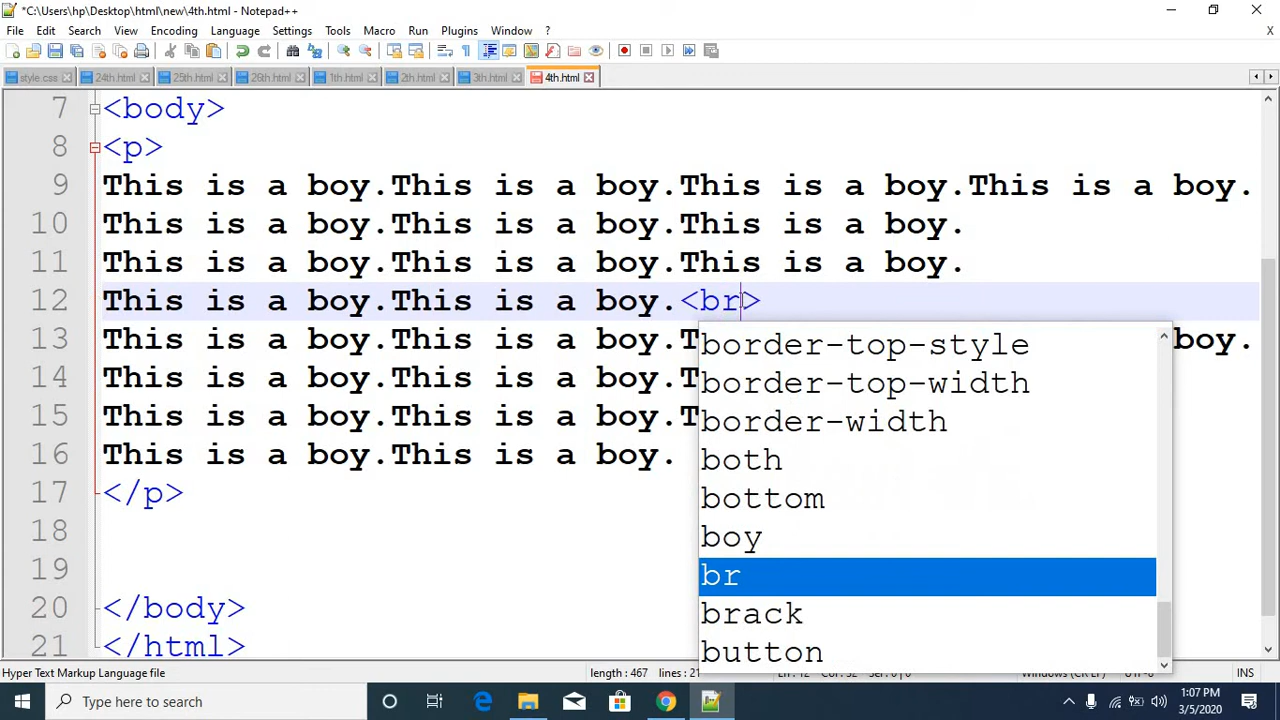 *C:\Users\hp\Desktop\html\new\4th.html - Notepad++
File Edit Search View Encoding Language Settings Tools Macro Run Plugins Window ? X
style.css 24th.html 25th.html 26th.html 1th.html 2th.html 3th.html 4th.html
7 <body>
8 <p>
9 This is a boy.This is a boy.This is a boy.This is a boy.
10 This is a boy.This is a boy.This is a boy.
11 This is a boy.This is a boy.This is a boy.
12 This is a boy.This is a boy.<br>
13 This is a boy.This is a boy.T boy.
14 This is a boy.This is a boy.T
15 This is a boy.This is a boy.T
16 This is a boy.This is a boy.
17 </p>
18
19
20 </body>
21 </html>
border-top-style
border-top-width
border-width
both
bottom
boy
br
brack
button
Hyper Text Markup Language file length : 467 lines : 21 INS
Type here to search 1:07 PM
3/5/2020